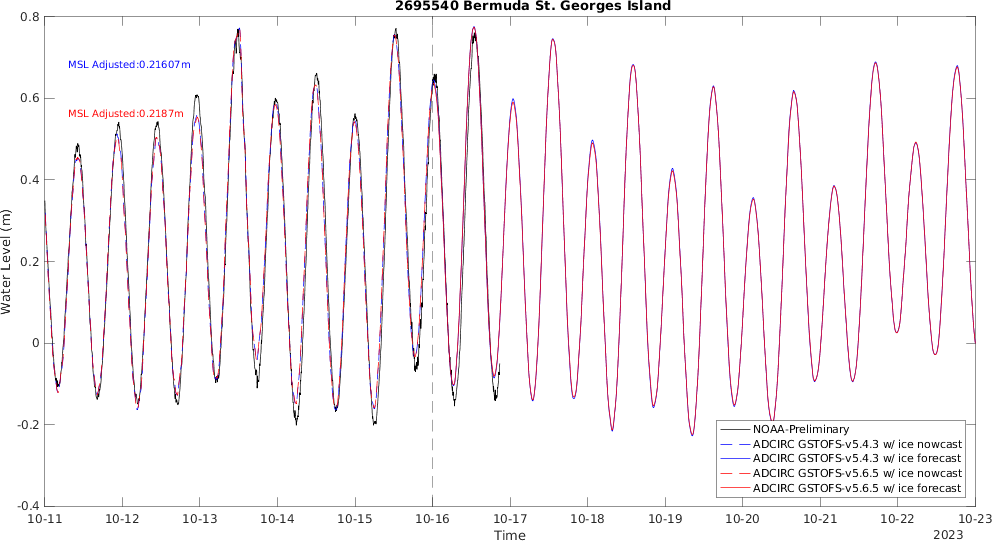 2695540 Bermuda St. Georges Island
0.8
MSL Adjusted:0.21607m
0.6
MSL Adjusted:0.2187m
0.4
Water Level (m)
0.2
0
-0.2
NOAA-Preliminary
ADCIRC GSTOFS-v5.4.3 w/ ice nowcast
ADCIRC GSTOFS-v5.4.3 w/ ice forecast
ADCIRC GSTOFS-v5.6.5 w/ ice nowcast
ADCIRC GSTOFS-v5.6.5 w/ ice forecast
-0.4
10-11 10-12 10-13 10-14 10-15 10-16 10-17 10-18 10-19 10-20 10-21 10-22 10-23
Time
2023